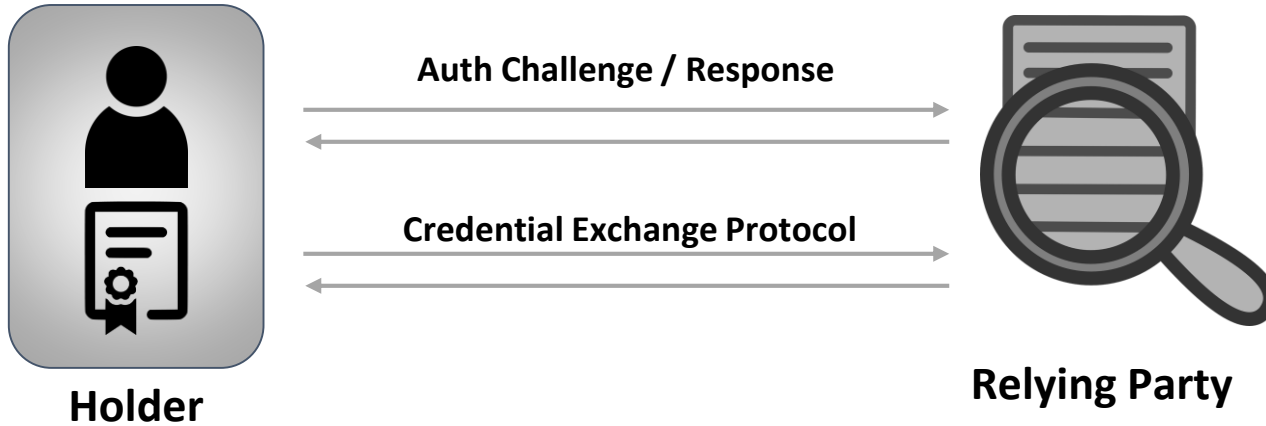 Auth Challenge / Response
Credential Exchange Protocol
Holder
Relying Party